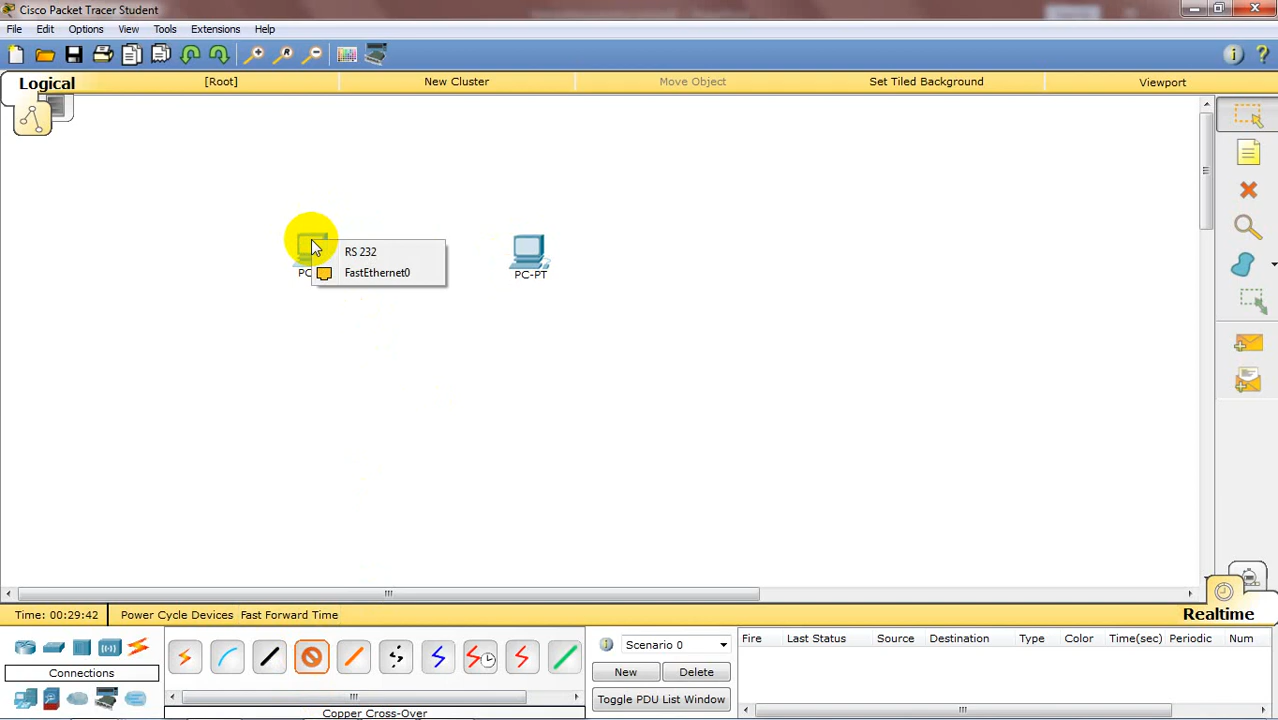 Cisco Packet Tracer Student
File Edit Options View Tools Extensions Help
Logical [Root] New Cluster Move Object Set Tiled Background Viewport
RS 232
FastEthernet0
PC
PC-PT
Time: 00:29:42 Power Cycle Devices Fast Forward Time Realtime
Connections
Copper Cross-Over
Scenario 0
New Delete
Toggle PDU List Window
Fire Last Status Source Destination Type Color Time(sec) Periodic Num